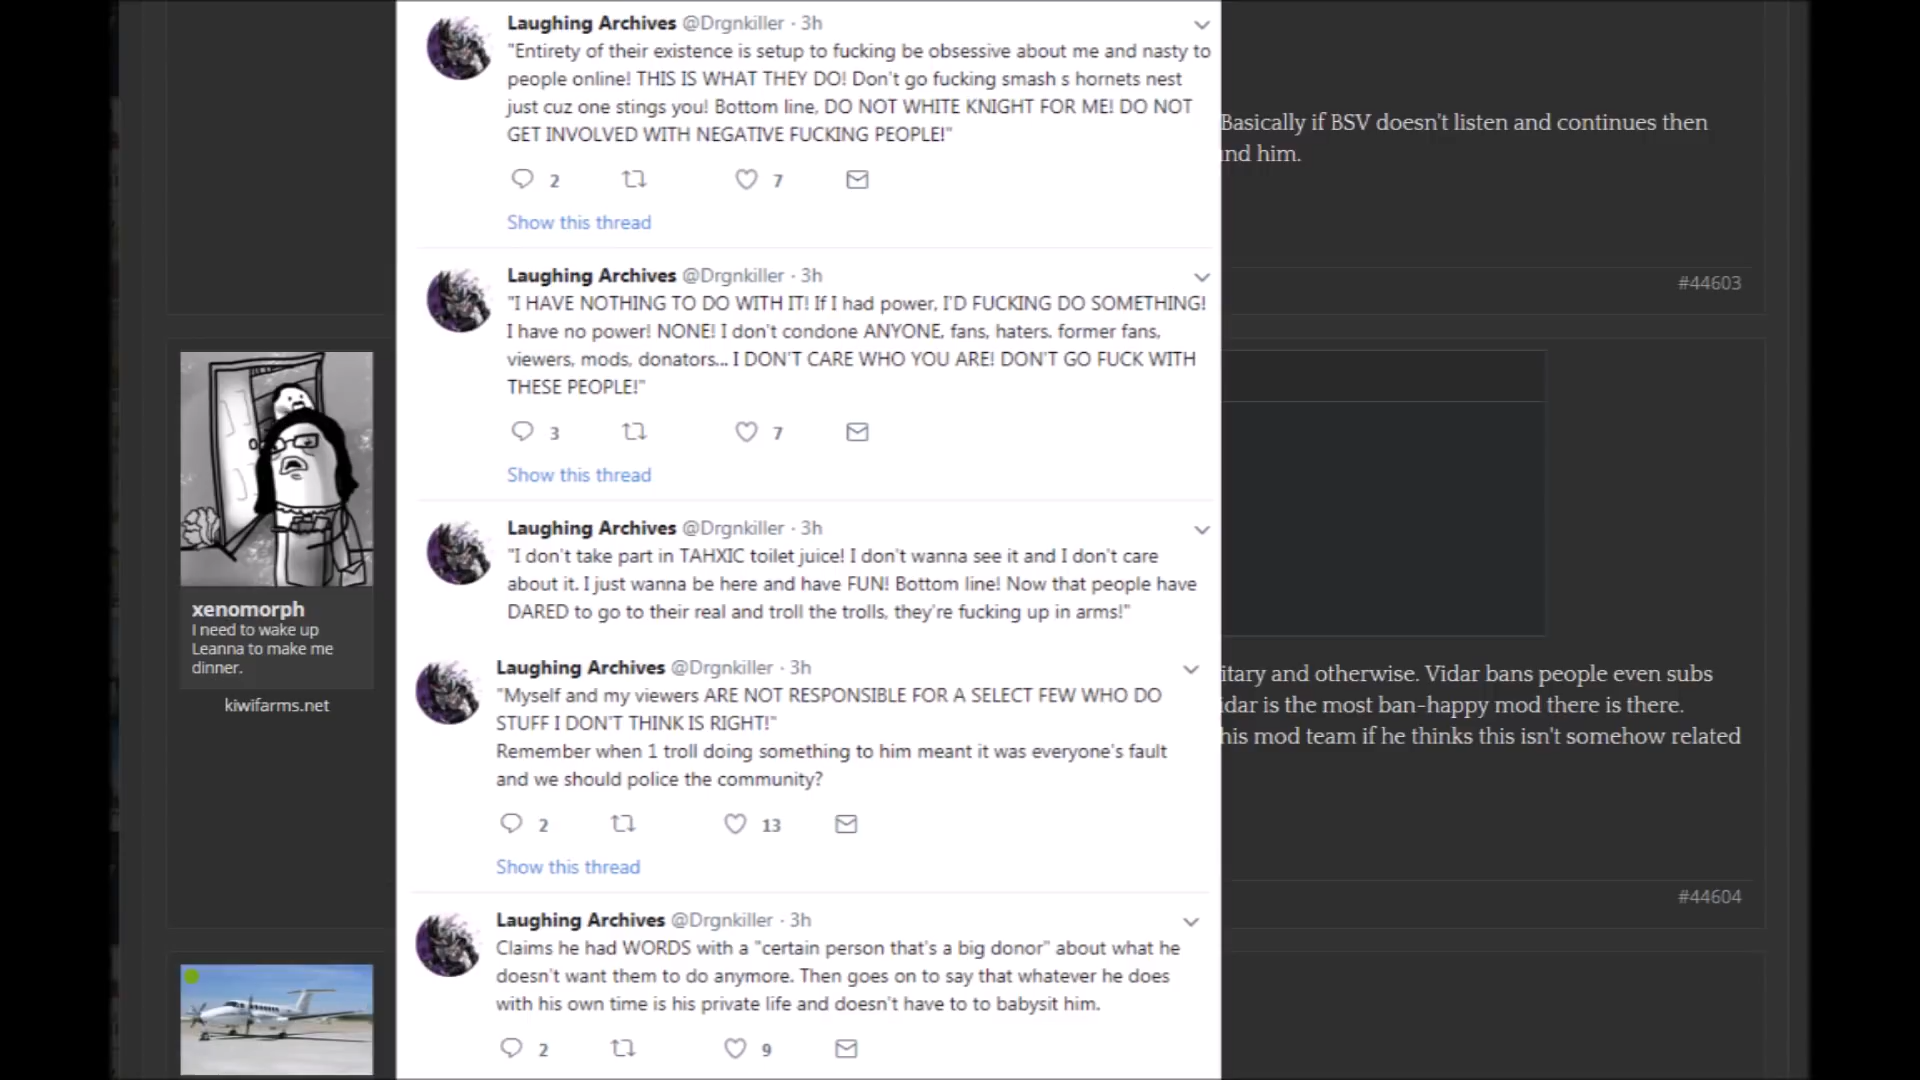 Laughing Archives @Drgnkiller · 3h
"Entirety of their existence is setup to fucking be obsessive about me and nasty to
people online! THIS IS WHAT THEY DO! Don't go fucking smash s hornets nest
just cuz one stings you! Bottom line, DO NOT WHITE KNIGHT FOR ME! DO NOT
GET INVOLVED WITH NEGATIVE FUCKING PEOPLE!"
2 7
Show this thread
Laughing Archives @Drgnkiller · 3h
"I HAVE NOTHING TO DO WITH IT! If I had power, I'D FUCKING DO SOMETHING!
I have no power! NONE! I don't condone ANYONE, fans, haters. former fans,
viewers, mods, donators... I DON'T CARE WHO YOU ARE! DON'T GO FUCK WITH
THESE PEOPLE!"
3 7
Show this thread
Laughing Archives @Drgnkiller · 3h
"I don't take part in TAHXIC toilet juice! I don't wanna see it and I don't care
about it. I just wanna be here and have FUN! Bottom line! Now that people have
DARED to go to their real and troll the trolls, they're fucking up in arms!"
Laughing Archives @Drgnkiller · 3h
"Myself and my viewers ARE NOT RESPONSIBLE FOR A SELECT FEW WHO DO
STUFF I DON'T THINK IS RIGHT!"
Remember when 1 troll doing something to him meant it was everyone's fault
and we should police the community?
2 13
Show this thread
Laughing Archives @Drgnkiller · 3h
Claims he had WORDS with a "certain person that's a big donor" about what he
doesn't want them to do anymore. Then goes on to say that whatever he does
with his own time is his private life and doesn't have to to babysit him.
2 9
xenomorph
I need to wake up
Leanna to make me
dinner.
kiwifarms.net
Basically if BSV doesn't listen and continues then
him.
#44603
and otherwise. Vidar bans people even subs
is the most ban-happy mod there is there.
his mod team if he thinks this isn't somehow related
#44604